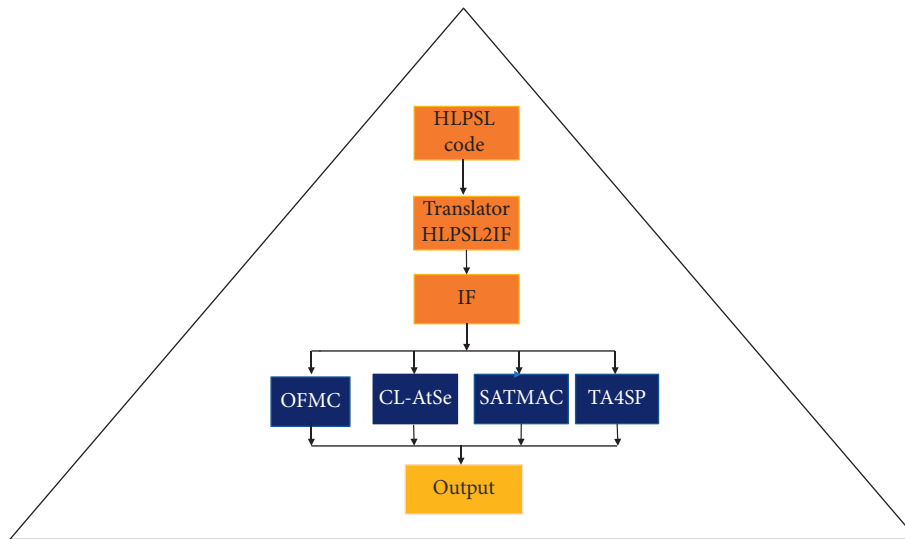 HLPSL
code
Translator
HLPSL2IF
IF
OFMC
CL-AtSe
SATMAC
TA4SP
Output